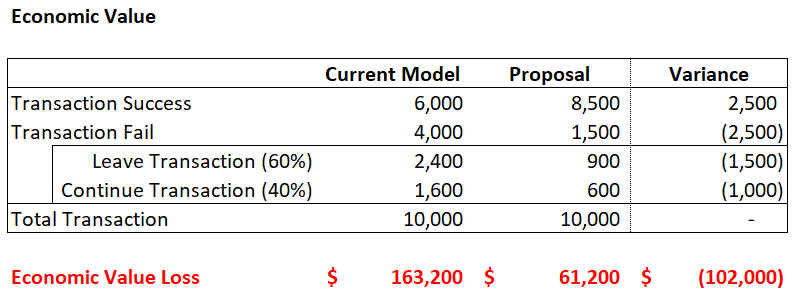 Economic Value
Current Model Proposal Variance
Transaction Success 6,000 8,500 2,500
Transaction Fail 4,000 1,500 (2,500)
Leave Transaction (60%) 2,400 900 (1,500)
Continue Transaction (40%) 1,600 600 (1,000)
Total Transaction 10,000 10,000 -
Economic Value Loss $ 163,200 $ 61,200 $ (102,000)